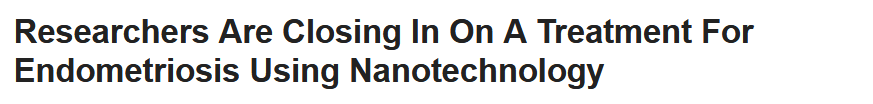 Researchers Are Closing In On A Treatment For
Endometriosis Using Nanotechnology